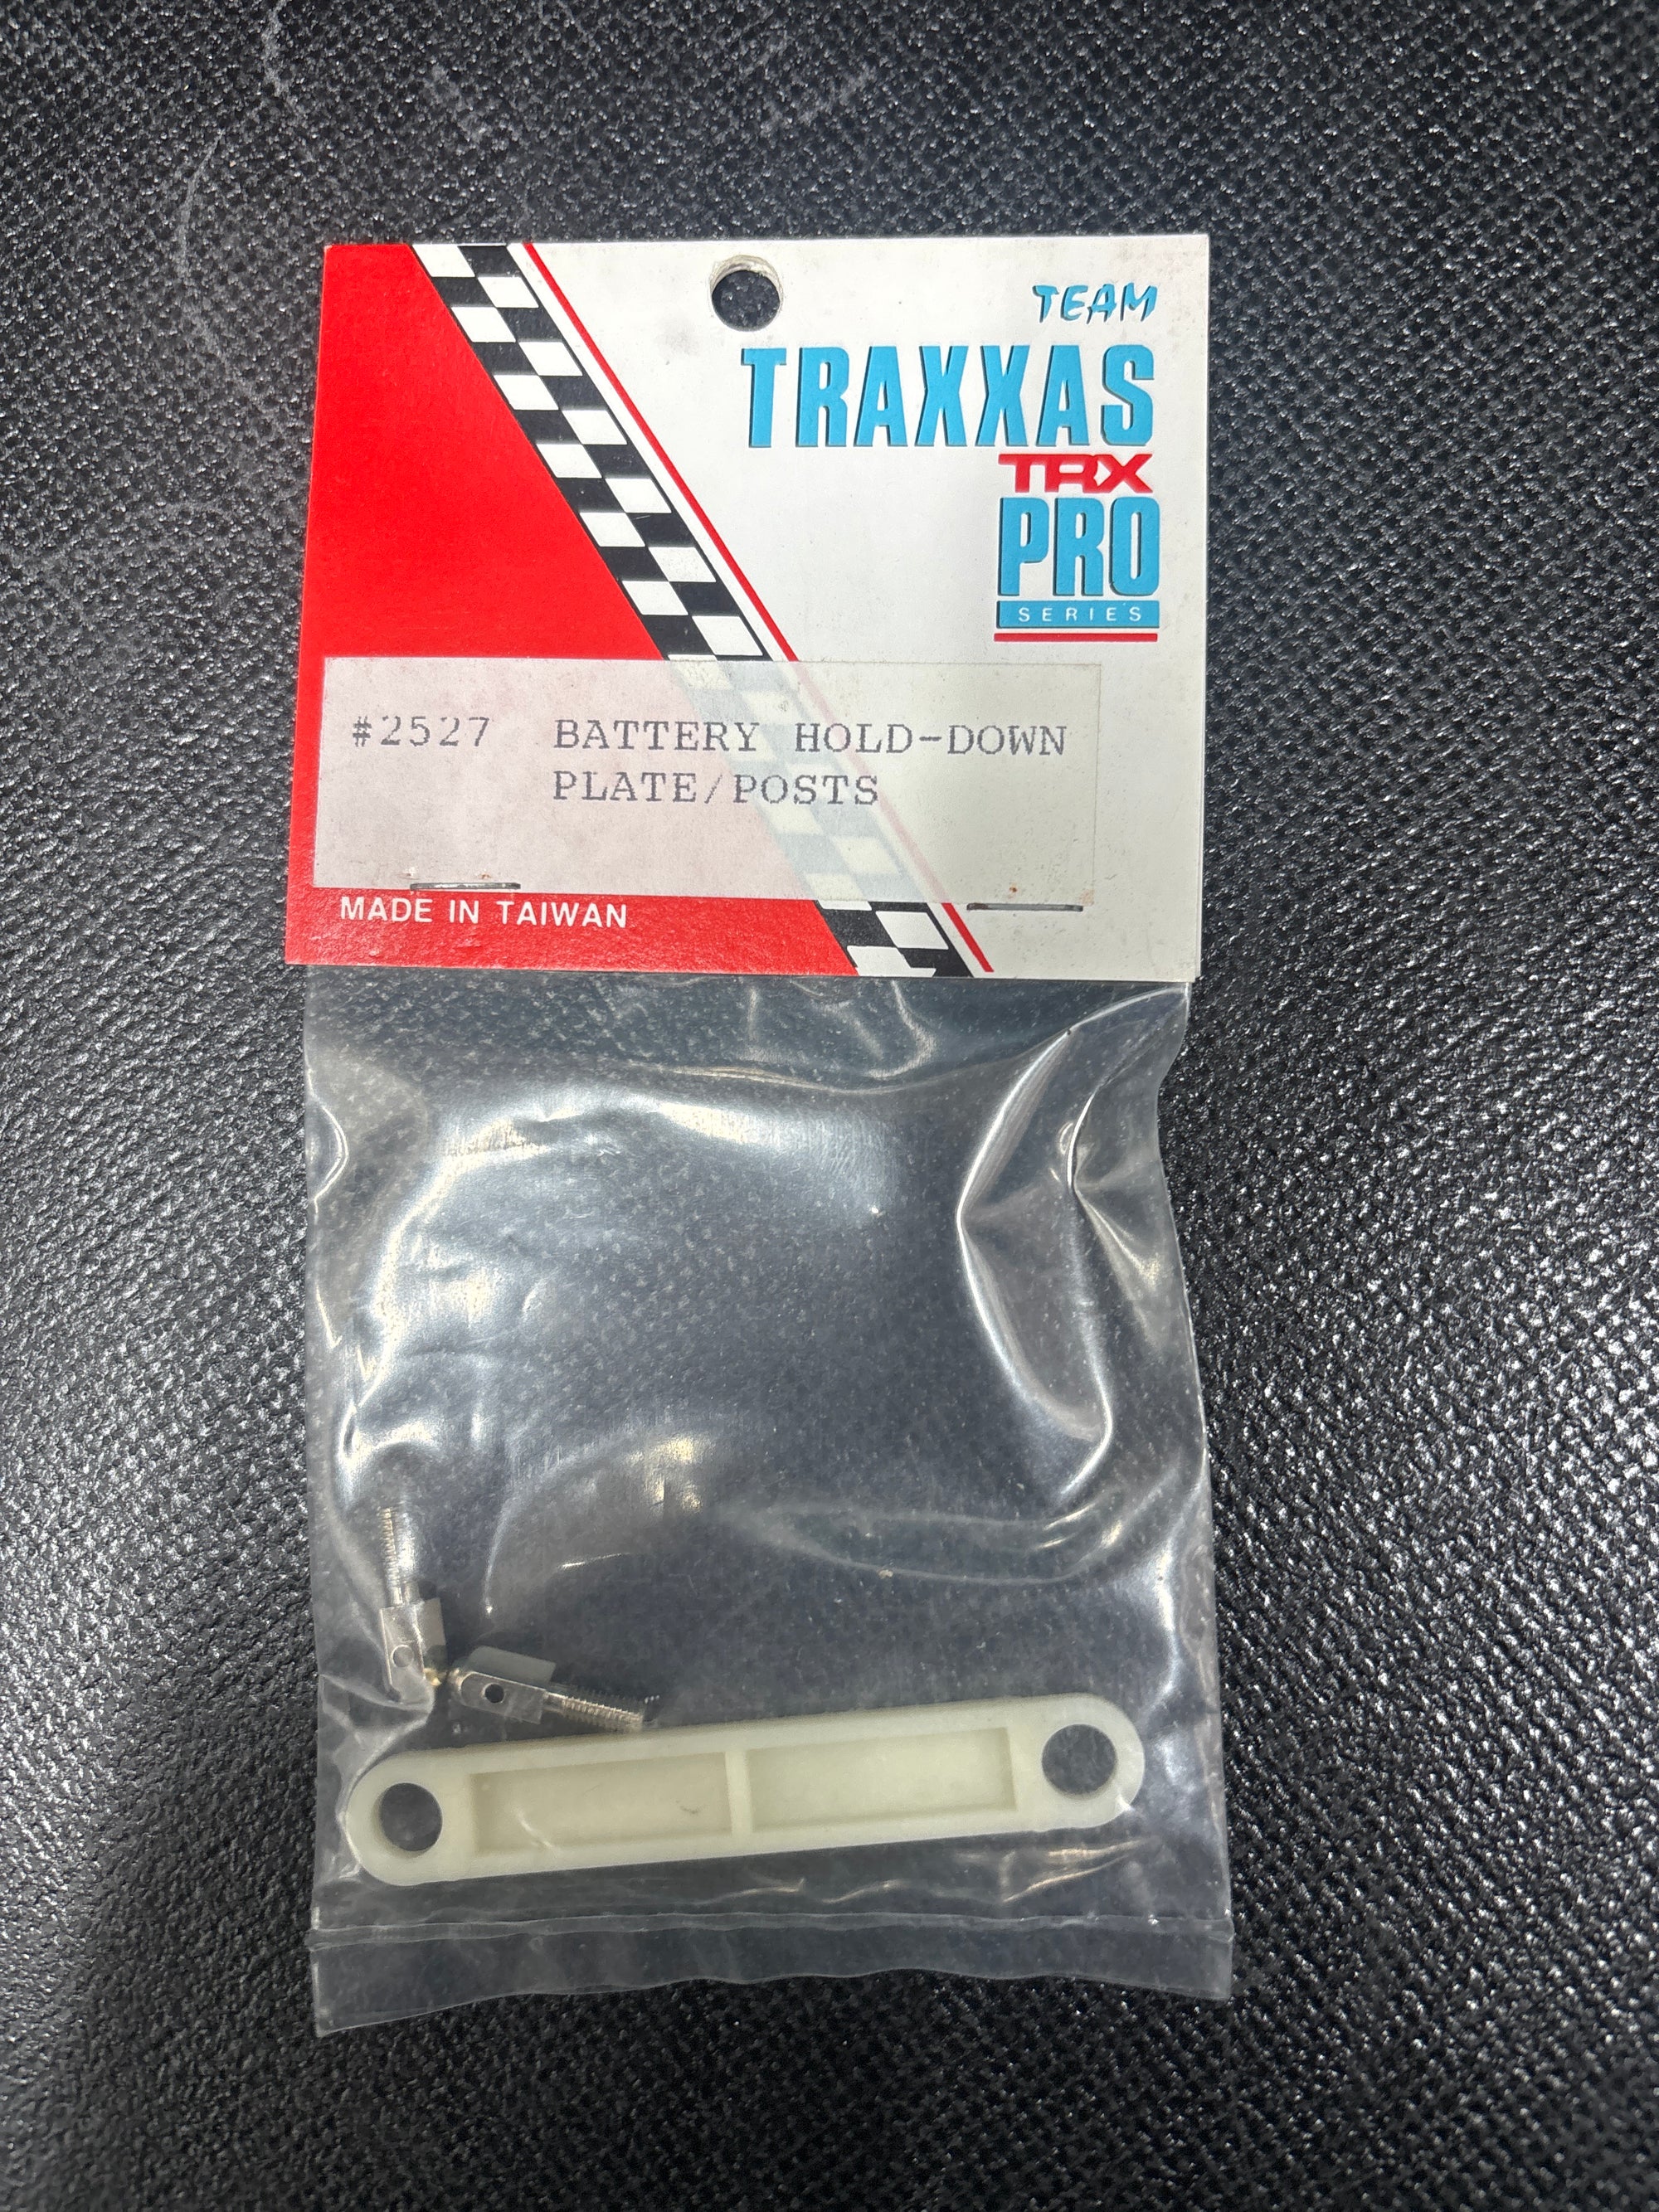 TEAM
TRAXXAS
TRX
PRO
SERIES
#2527 BATTERY HOLD-DOWN
PLATE/POSTS
MADE IN TAIWAN